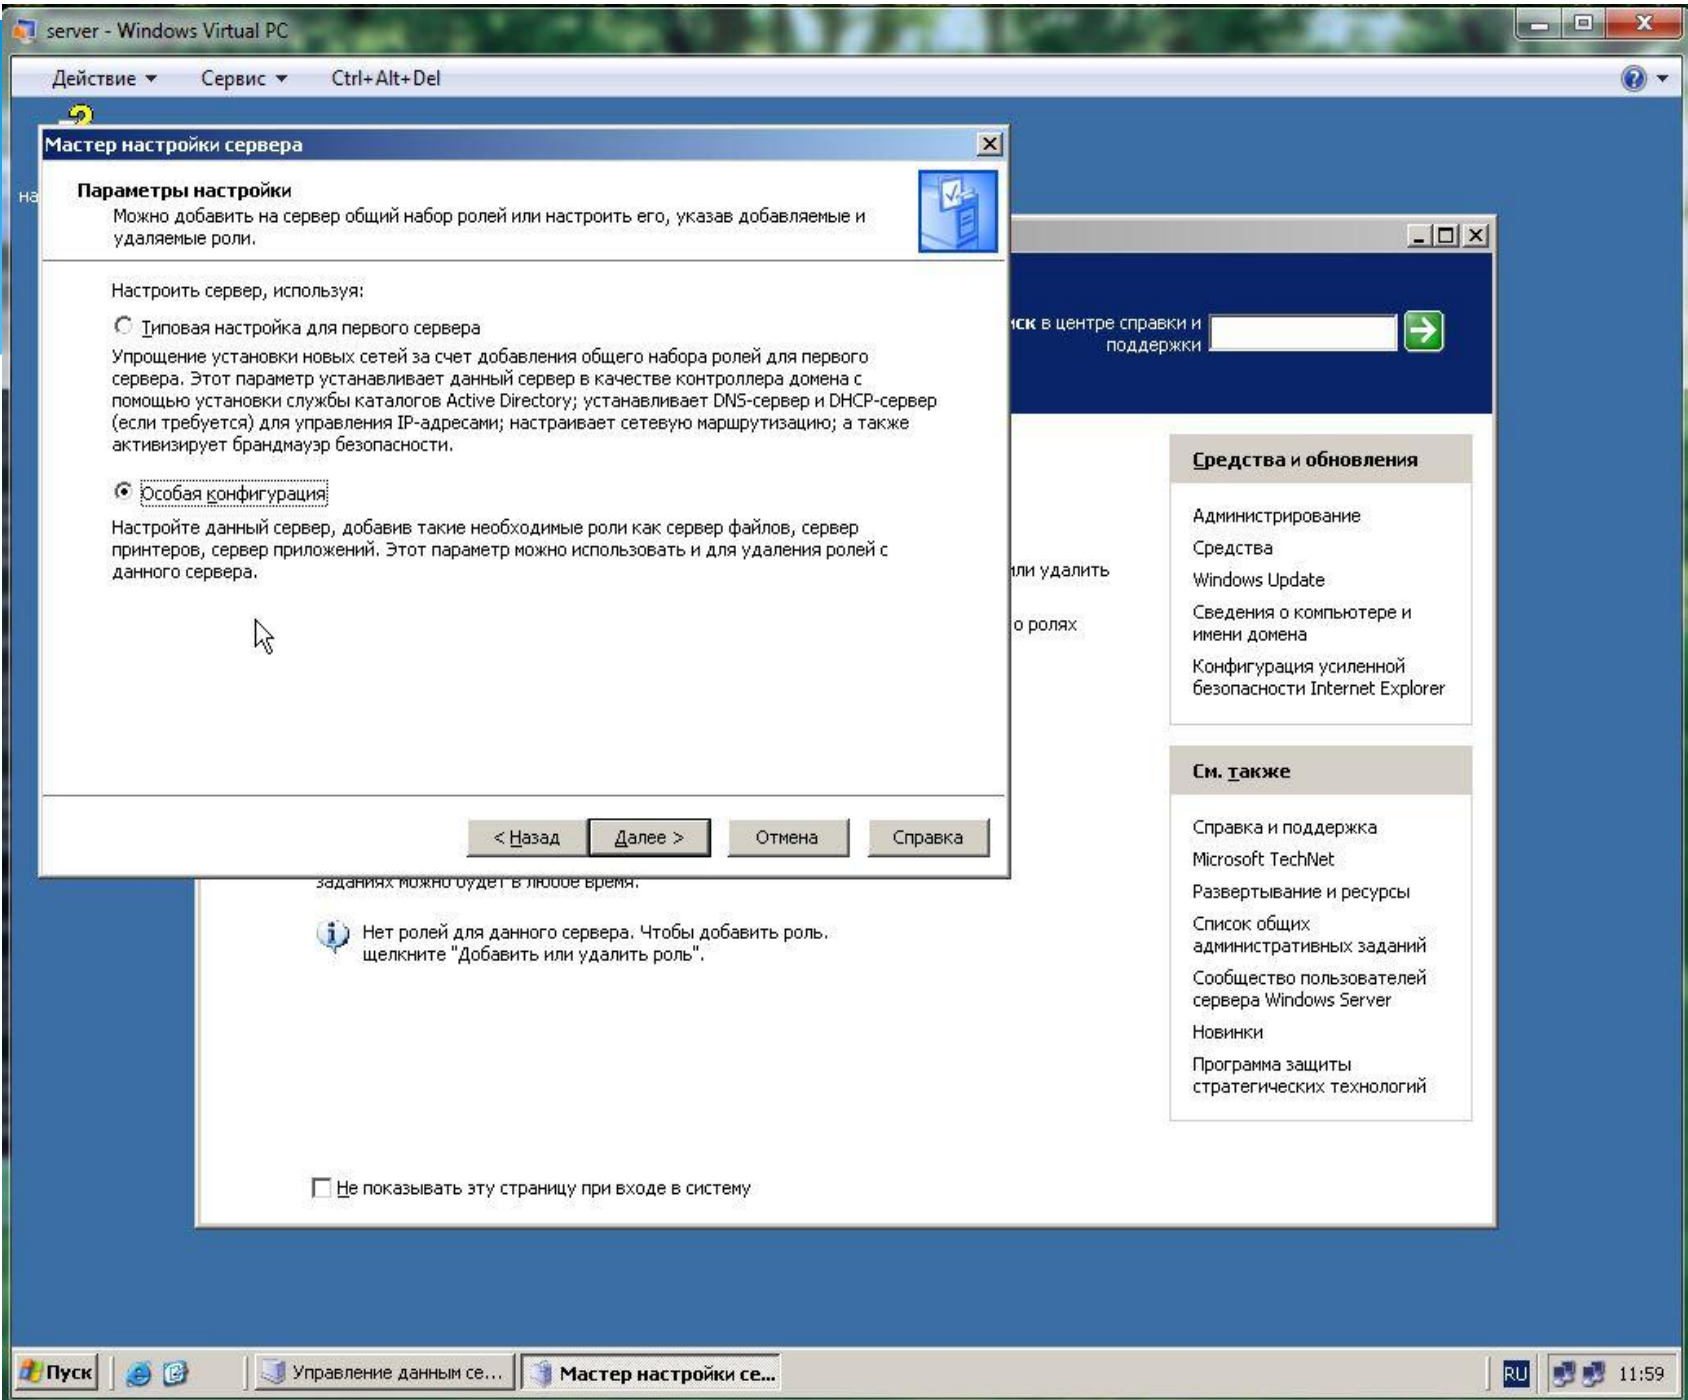 server - Windows Virtual PC
Действие
Сервис
Ctrl+Alt+Del
Мастер настройки сервера
на
Параметры настройки
Можно добавить на сервер общий набор ролей или настроить его, указав добавляемые и
удаляемые роли.
Настроить сервер, используя:
Типовая настройка для первого сервера
Упрощение установки новых сетей за счет добавления общего набора ролей для первого
сервера. Этот параметр устанавливает данный сервер в качестве контроллера домена с
помощью установки службы каталогов Active Directory; устанавливает DNS-сервер и DHCP-сервер
(если требуется) для управления IP-адресами; настраивает сетевую маршрутизацию; а также
активизирует брандмауэр безопасности.
Особая конфигурация
Настройте данный сервер, добавив такие необходимые роли как сервер файлов, сервер
принтеров, сервер приложений. Этот параметр можно использовать и для удаления ролей с
данного сервера.
< Назад
Далее >
Отмена
Справка
в центре справки и
поддержки
или удалить
о ролях
заданиях можно будет в любое время.
Нет ролей для данного сервера. Чтобы добавить роль.
щелкните "Добавить или удалить роль".
Не показывать эту страницу при входе в систему
Средства и обновления
Администрирование
Средства
Windows Update
Сведения о компьютере и
имени домена
Конфигурация усиленной
безопасности Internet Explorer
См. также
Справка и поддержка
Microsoft TechNet
Развертывание и ресурсы
Список общих
административных заданий
Сообщество пользователей
сервера Windows Server
Новинки
Программа защиты
стратегических технологий
Пуск
Управление данным се...
Мастер настройки се...
RU
11:59